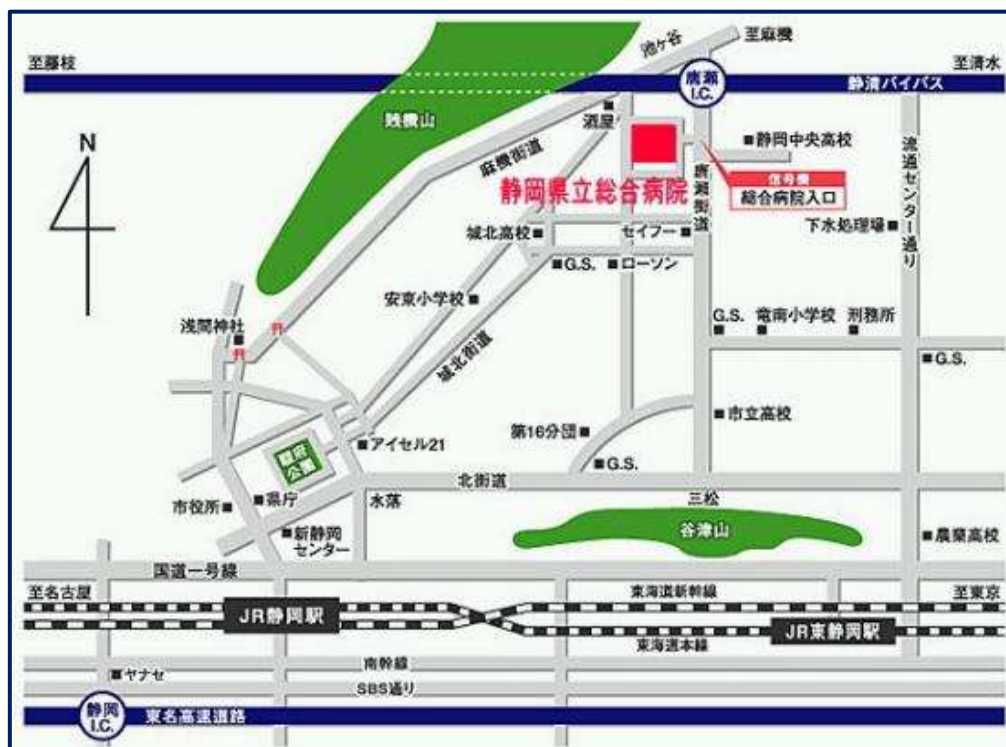 池ヶ谷
至麻機
至藤枝
廣瀬
I.C.
至清水
静清バイパス
賎機山
酒屋
静岡中央高校
麻機街道
信号機
総合病院入口
静岡県立総合病院
唐瀬街道
流通センター通り
城北高校
セイフー
下水処理場
G.S.
ローソン
安東小学校
浅間神社
G.S.
竜南小学校
刑務所
城北街道
G.S.
市立高校
第16分団
アイセル21
駿府
公園
G.S.
北街道
県庁
市役所
水落
三松
谷津山
新静岡
センター
農業高校
国道一号線
至名古屋
東海道新幹線
至東京
JR静岡駅
JR東静岡駅
東海道本線
南幹線
ヤナセ
SBS通り
静岡
I.C.
東名高速道路
N